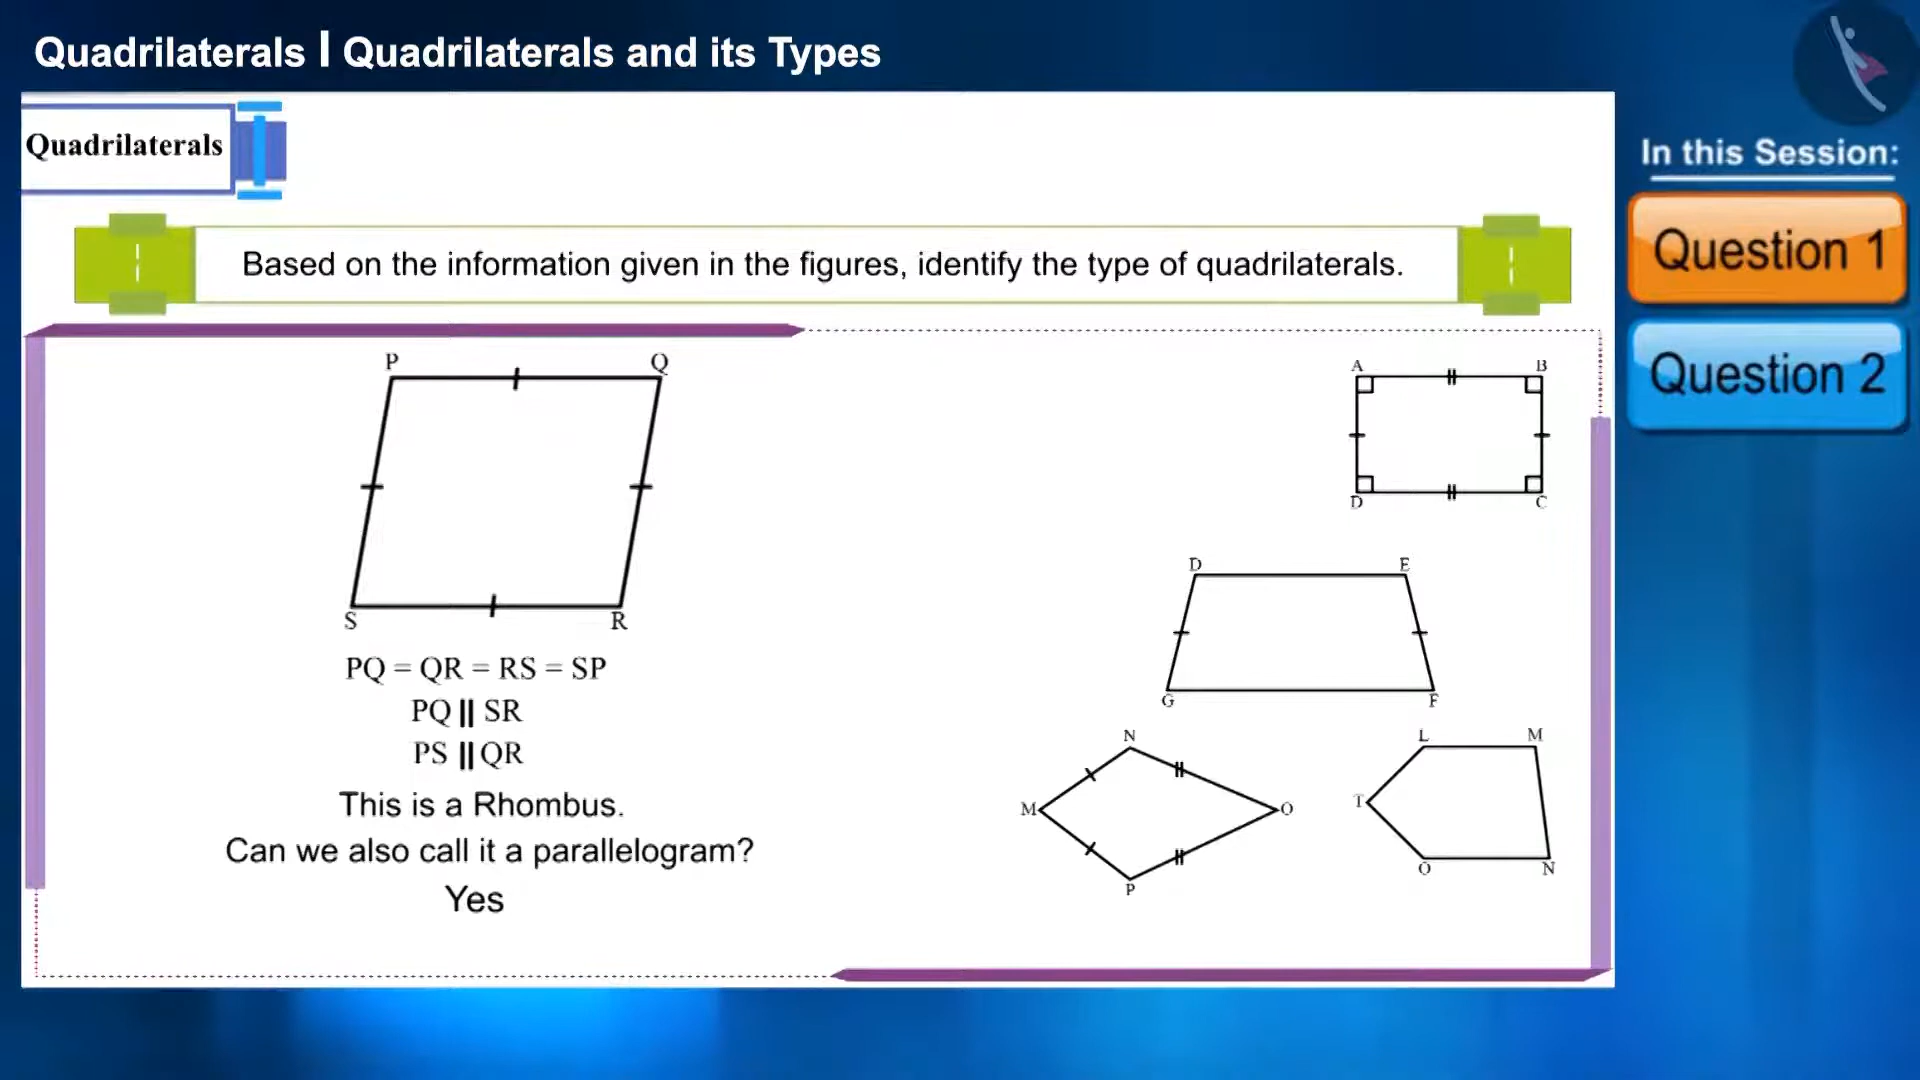 Quadrilaterals | Quadrilaterals and its Types
In this Session:
Question 1
Question 2
Quadrilaterals
Based on the information given in the figures, identify the type of quadrilaterals.
P Q
S R
PQ = QR = RS = SP
PQ || SR
PS || QR
This is a Rhombus.
Can we also call it a parallelogram?
Yes
A B
D C
D E
G F
N
M O
P
L M
T
O N